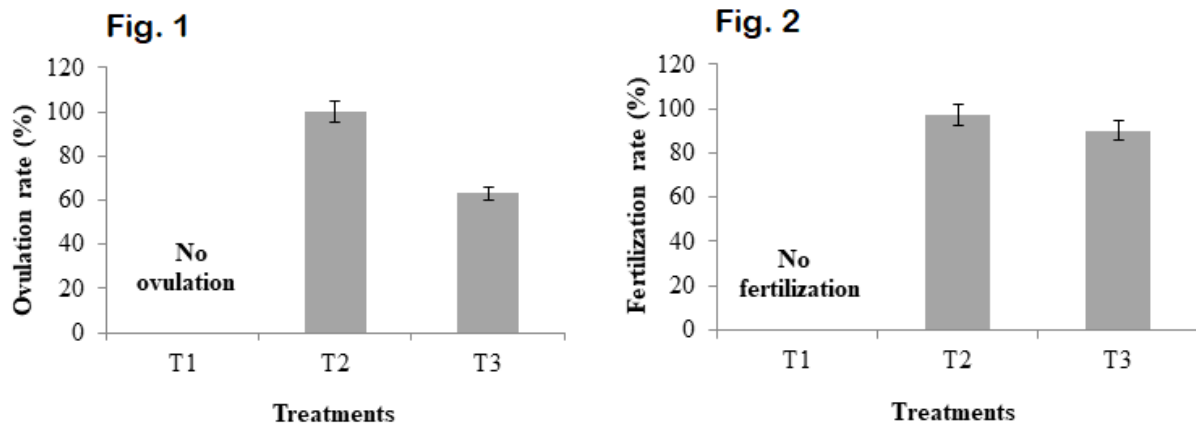 Fig. 1
Ovulation rate (%)
120
100
80
60
40
20
0
No
ovulation
T1 T2 T3
Treatments
Fig. 2
Fertilization rate (%)
120
100
80
60
40
20
0
No
fertilization
T1 T2 T3
Treatments